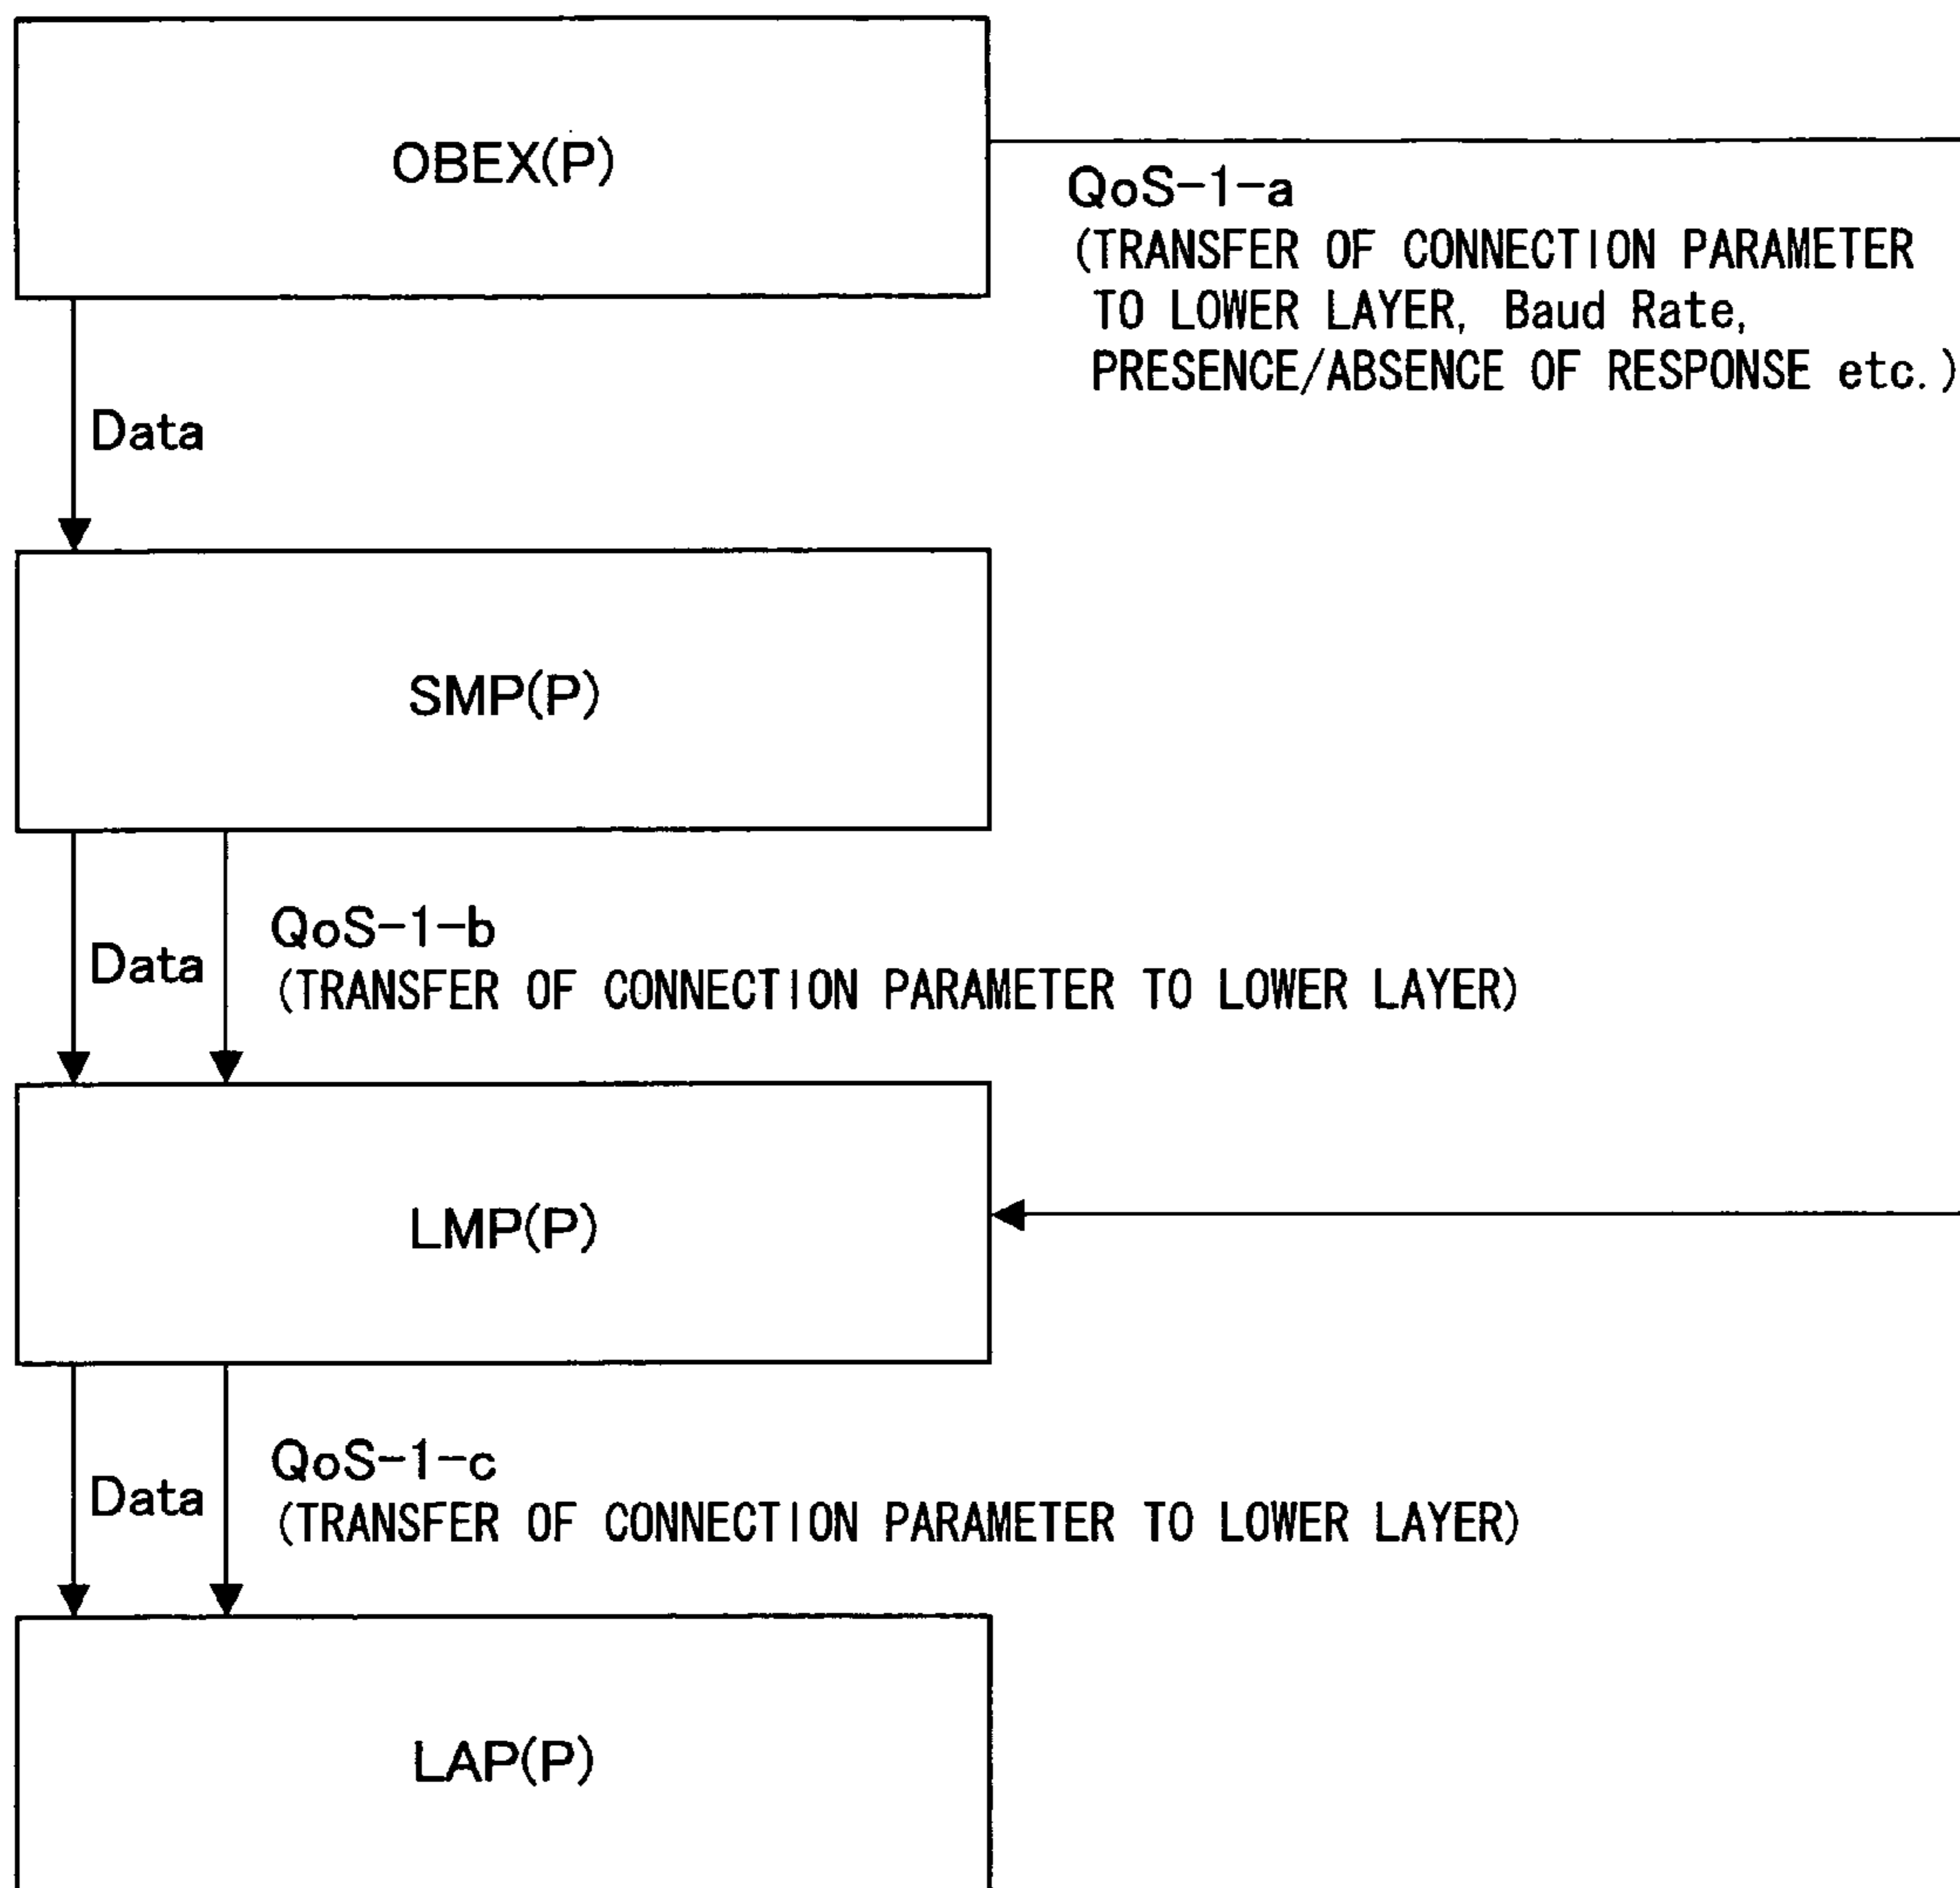 OBEX(P)
QoS-1-a
(TRANSFER OF CONNECTION PARAMETER
TO LOWER LAYER, Baud Rate,
PRESENCE/ABSENCE OF RESPONSE etc.)
Data
SMP(P)
Data
QoS-1-b
(TRANSFER OF CONNECTION PARAMETER TO LOWER LAYER)
LMP(P)
Data
QoS-1-c
(TRANSFER OF CONNECTION PARAMETER TO LOWER LAYER)
LAP(P)